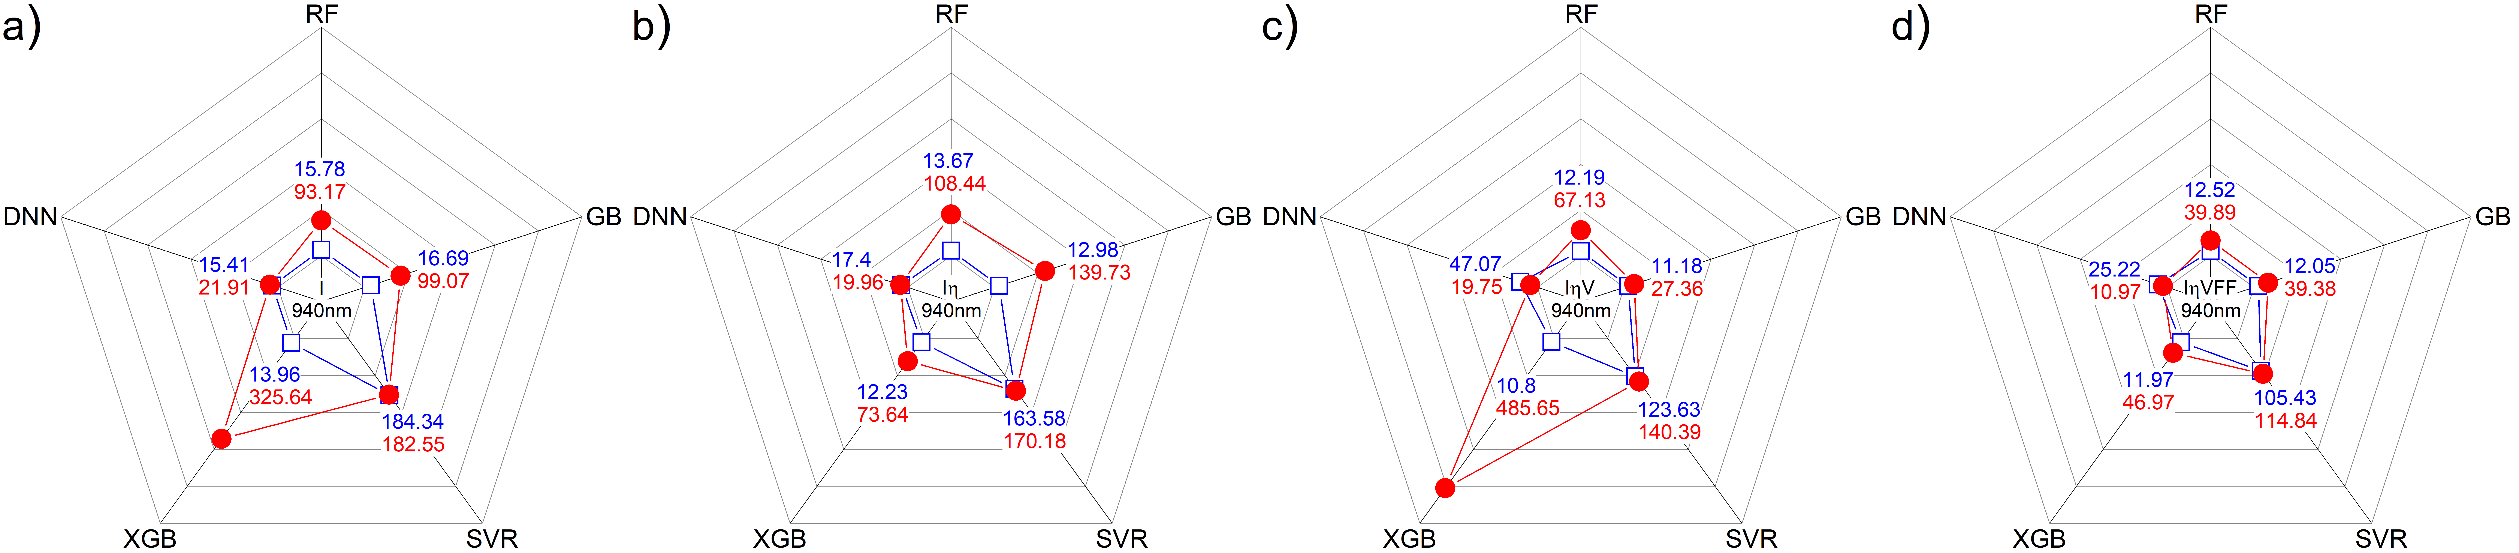 a)
RF
15.78
93.17
DNN
GB
15.41
21.91
16.69
99.07
I
940nm
13.96
325.64
184.34
182.55
XGB
SVR
b)
RF
13.67
108.44
DNN
GB
17.4
19.96
12.98
139.73
Iη
940nm
12.23
73.64
163.58
170.18
XGB
SVR
c)
RF
12.19
67.13
DNN
GB
47.07
19.75
11.18
27.36
IηV
940nm
10.8
485.65
123.63
140.39
XGB
SVR
d)
RF
12.52
39.89
DNN
GB
25.22
10.97
12.05
39.38
IηVFF
940nm
11.97
46.97
105.43
114.84
XGB
SVR